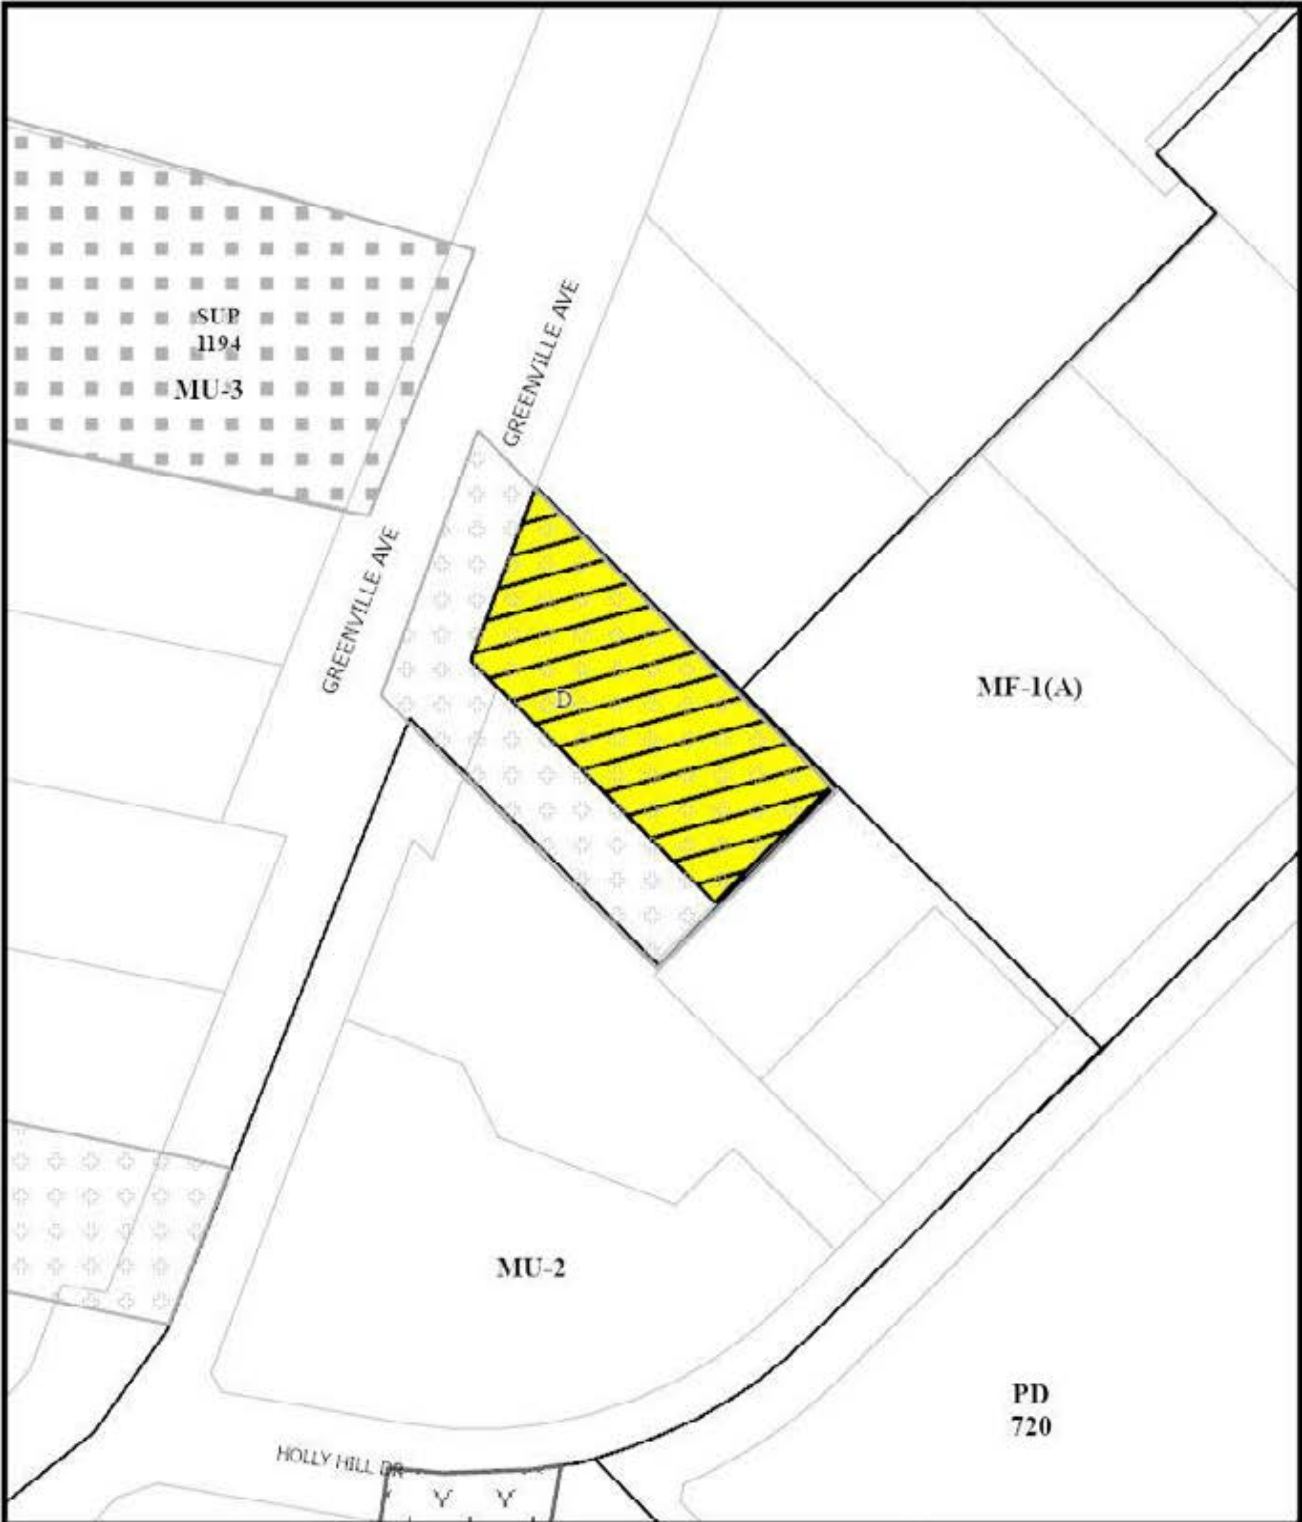 GREENVILLE AVE
SUP
1194
MU-3
GREENVILLE AVE
MF-1(A)
D
MU-2
PD
720
HOLLY HILL DR